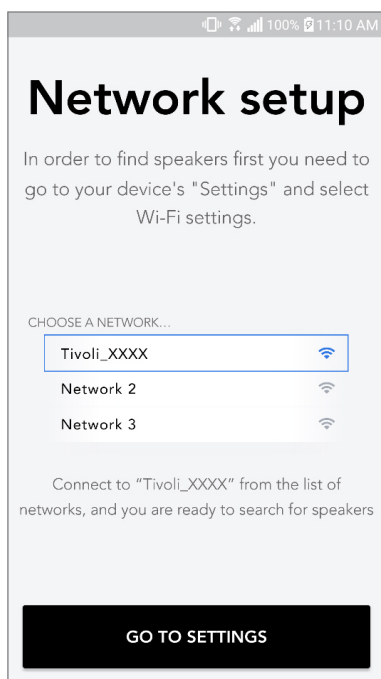 100% 11:10 AM
Network setup
In order to find speakers first you need to
go to your device's "Settings" and select
Wi-Fi settings.
CHOOSE A NETWORK...
Tivoli_XXXX
Network 2
Network 3
Connect to “Tivoli_XXXX” from the list of
networks, and you are ready to search for speakers
GO TO SETTINGS